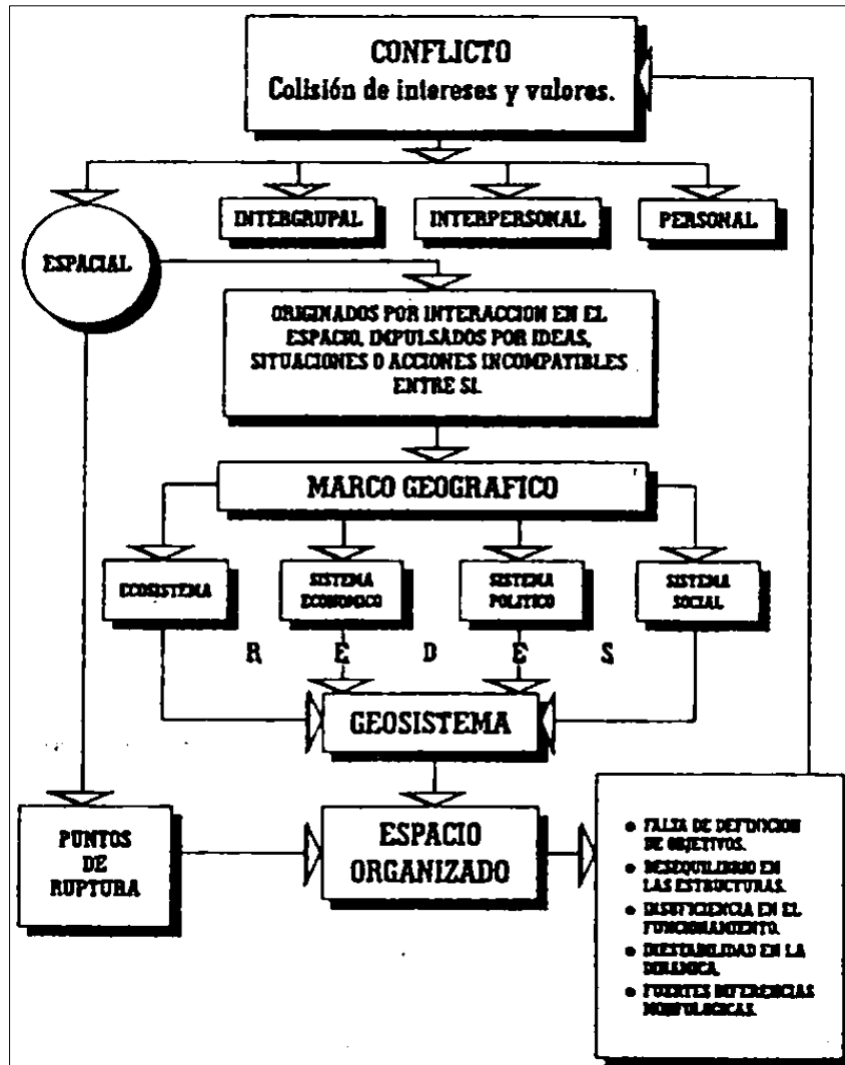 CONFLICTO
Colisión de intereses y valores.
INTERGRUPAL
INTERPERSONAL
PERSONAL
ESPACIAL
ORIGINADOS POR INTERACCION EN EL
ESPACIO, IMPULSADOS POR IDEAS,
SITUACIONES O ACCIONES INCOMPATIBLES
ENTRE SI.
MARCO GEOGRAFICO
ECOSISTEMA
SISTEMA
ECONOMICO
SISTEMA
POLITICO
SISTEMA
SOCIAL
R E D E S
GEOSISTEMA
PUNTOS
DE
RUPTURA
ESPACIO
ORGANIZADO
• FALTA DE DEFINICION
DE OBJETIVOS.
• DESEQUILIBRIO EN
LAS ESTRUCTURAS.
• INSUFICIENCIA EN EL
FUNCIONAMIENTO.
• INESTABILIDAD EN LA
DINAMICA.
• FUERTES DIFERENCIAS
MORFOLOGICAS.